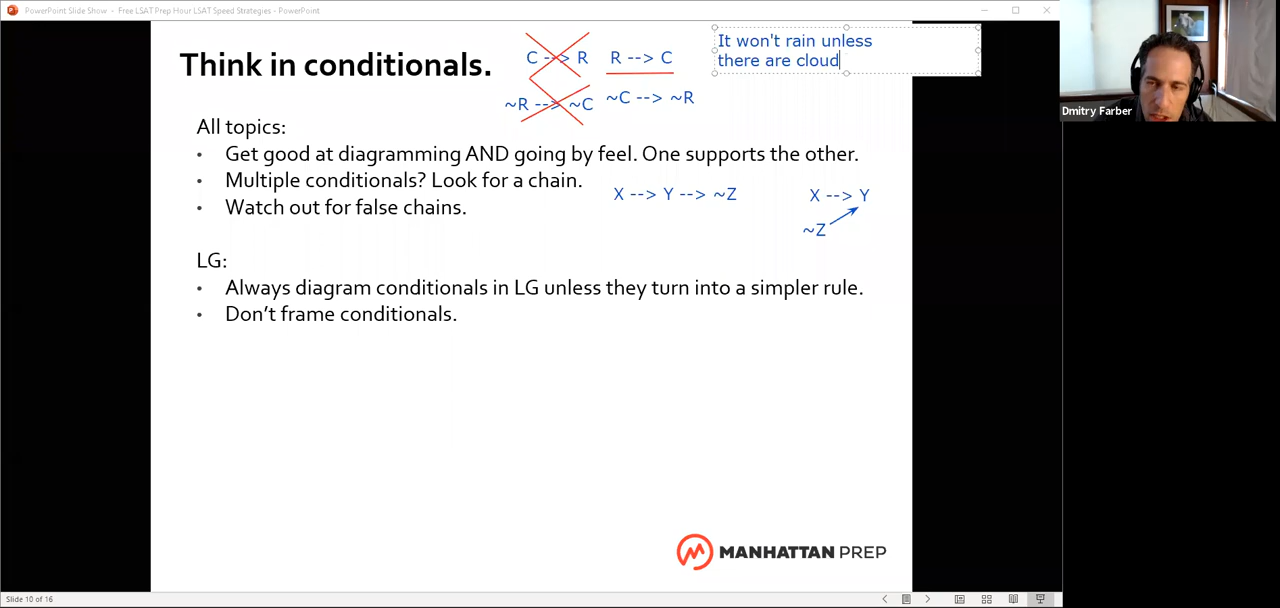 PowerPoint Slide Show - Free LSAT Prep Hour LSAT Speed Strategies - PowerPoint
It won't rain unless
there are cloud
Think in conditionals.
C --> R R --> C
~R --> ~C ~C --> ~R
All topics:
• Get good at diagramming AND going by feel. One supports the other.
• Multiple conditionals? Look for a chain.
X --> Y --> ~Z X --> Y
• Watch out for false chains.
~Z
LG:
• Always diagram conditionals in LG unless they turn into a simpler rule.
• Don't frame conditionals.
MANHATTAN PREP
Dmitry Farber
Slide 10 of 16